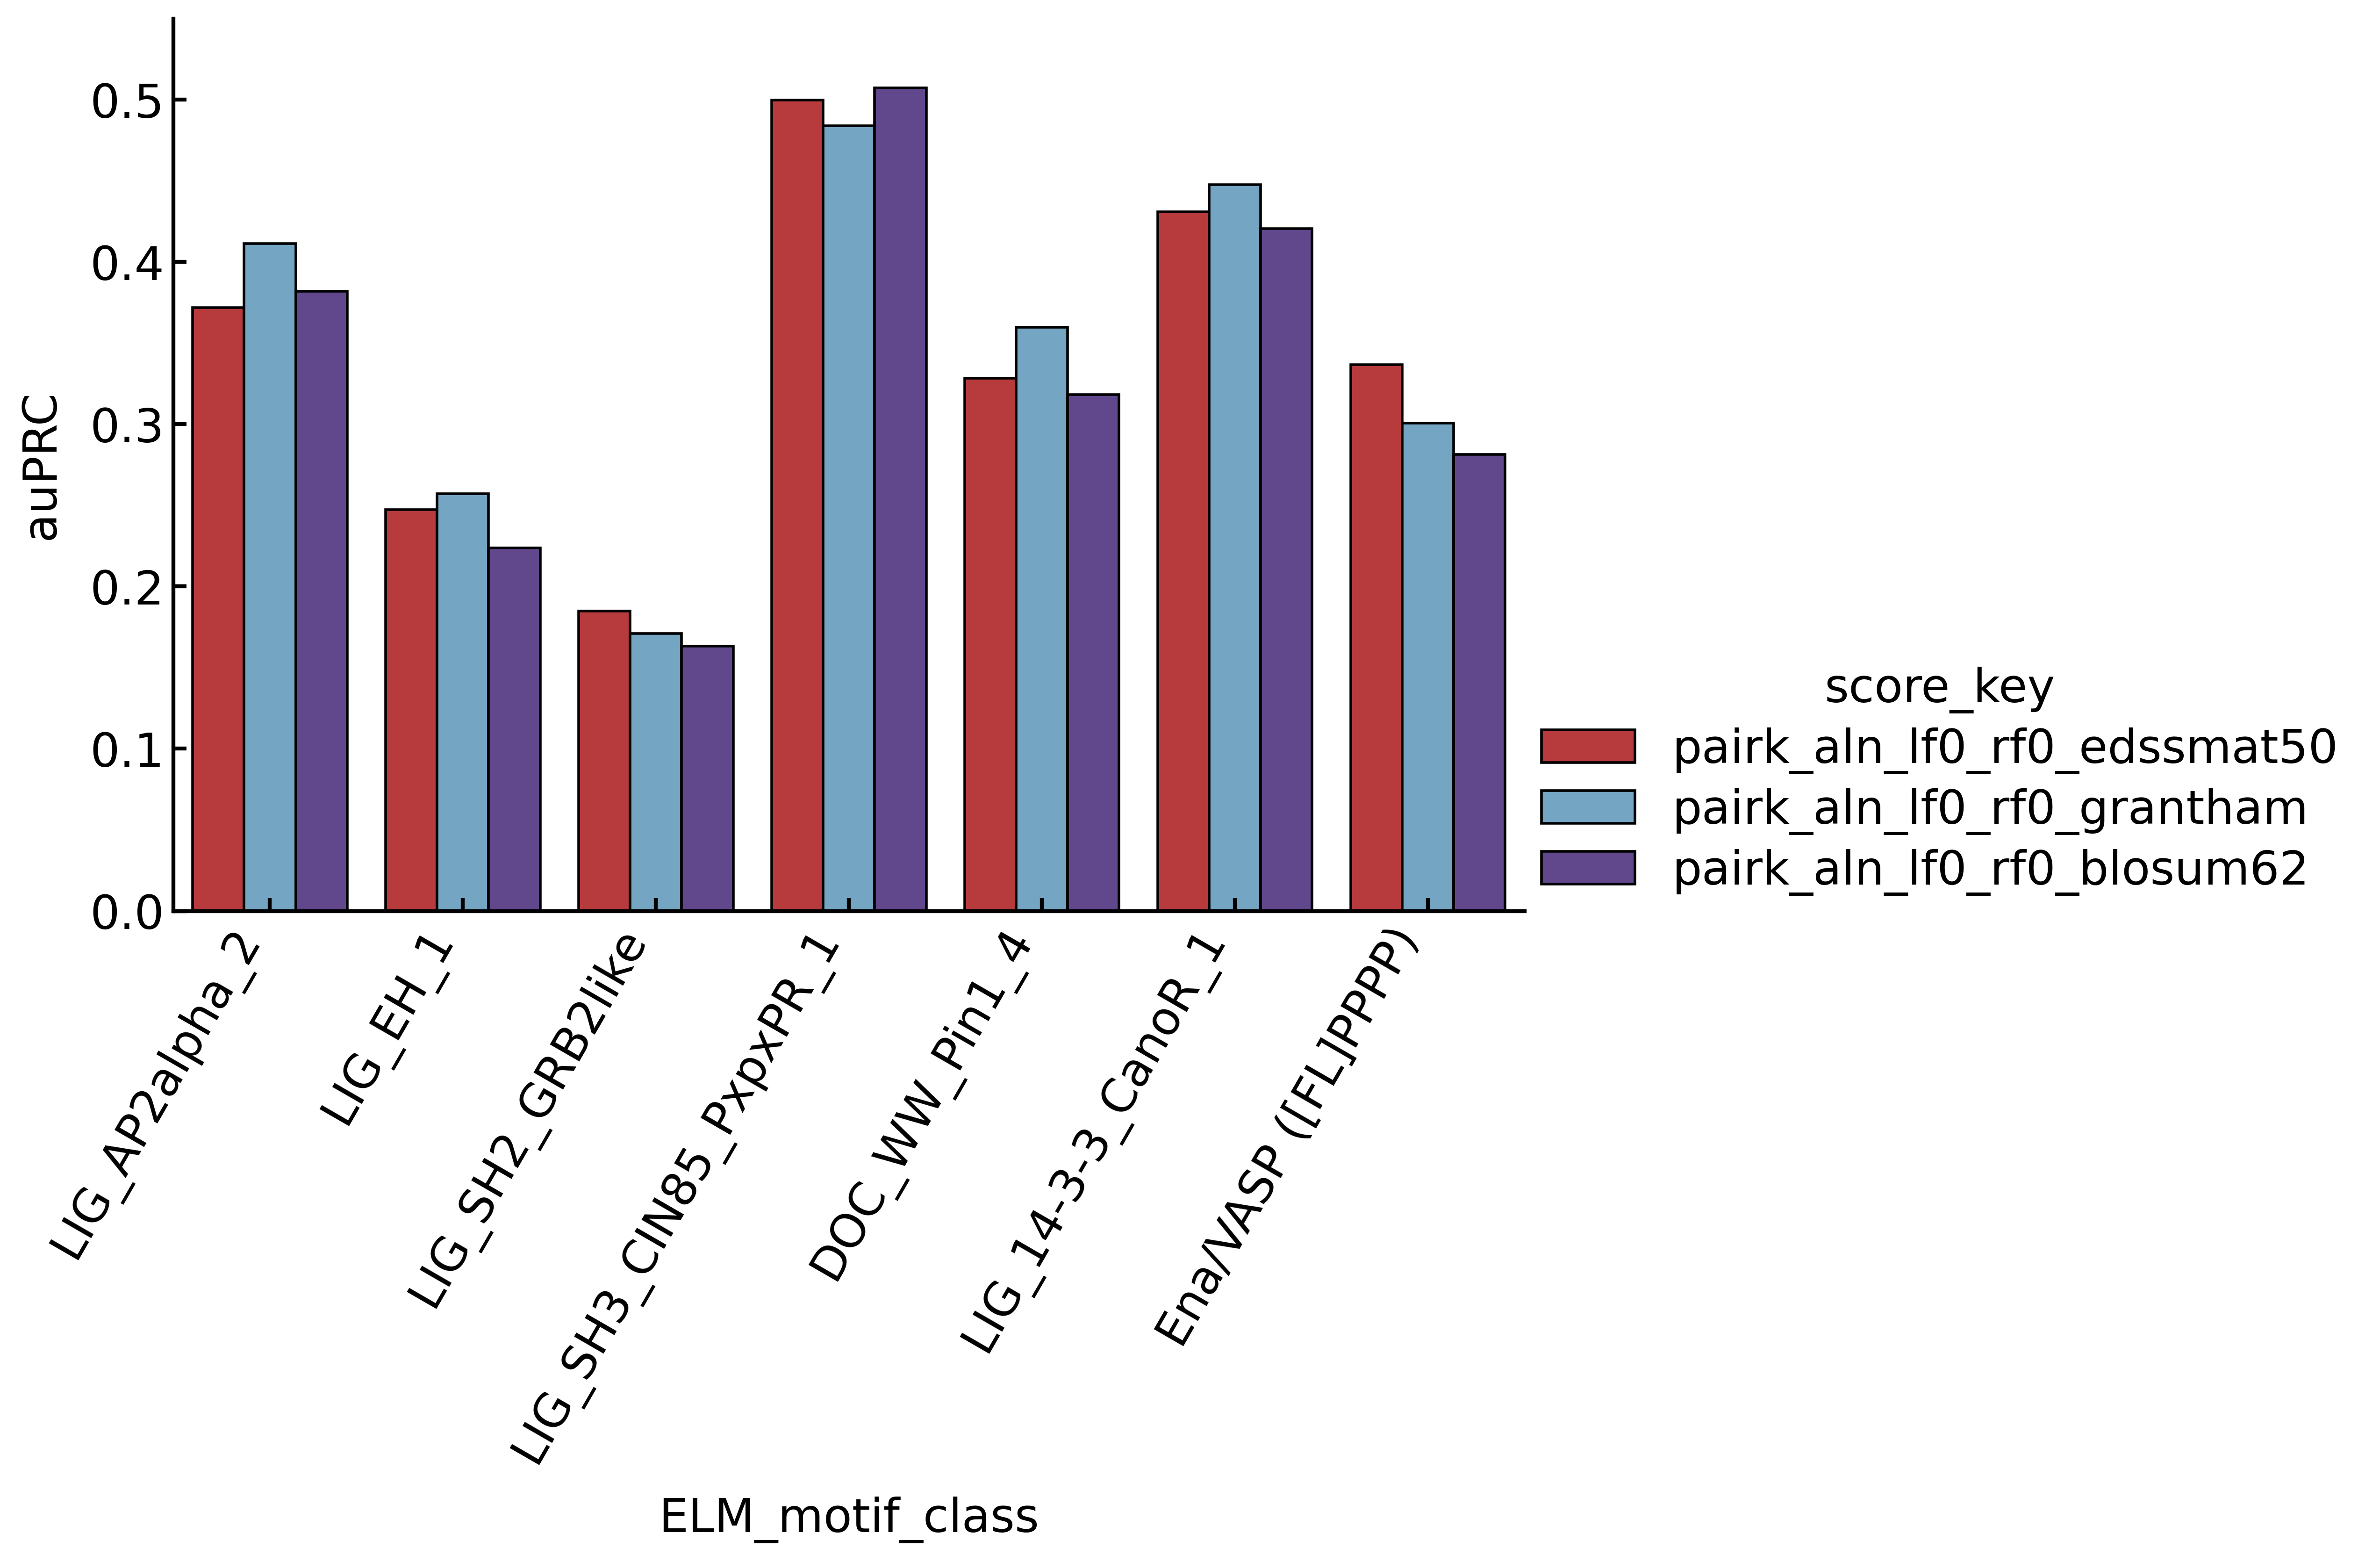 auPRC
0.5
0.4
0.3
0.2
0.1
0.0
LIG_AP2alpha_2
LIG_EH_1
LIG_SH2_GRB2like
LIG_SH3_CIN85_PxpxPR_1
DOC_WW_Pin1_4
LIG_14-3-3_CanoR_1
Ena/VASP ([FL]PPPP)
ELM_motif_class
score_key
pairk_aln_lf0_rf0_edssmat50
pairk_aln_lf0_rf0_grantham
pairk_aln_lf0_rf0_blosum62